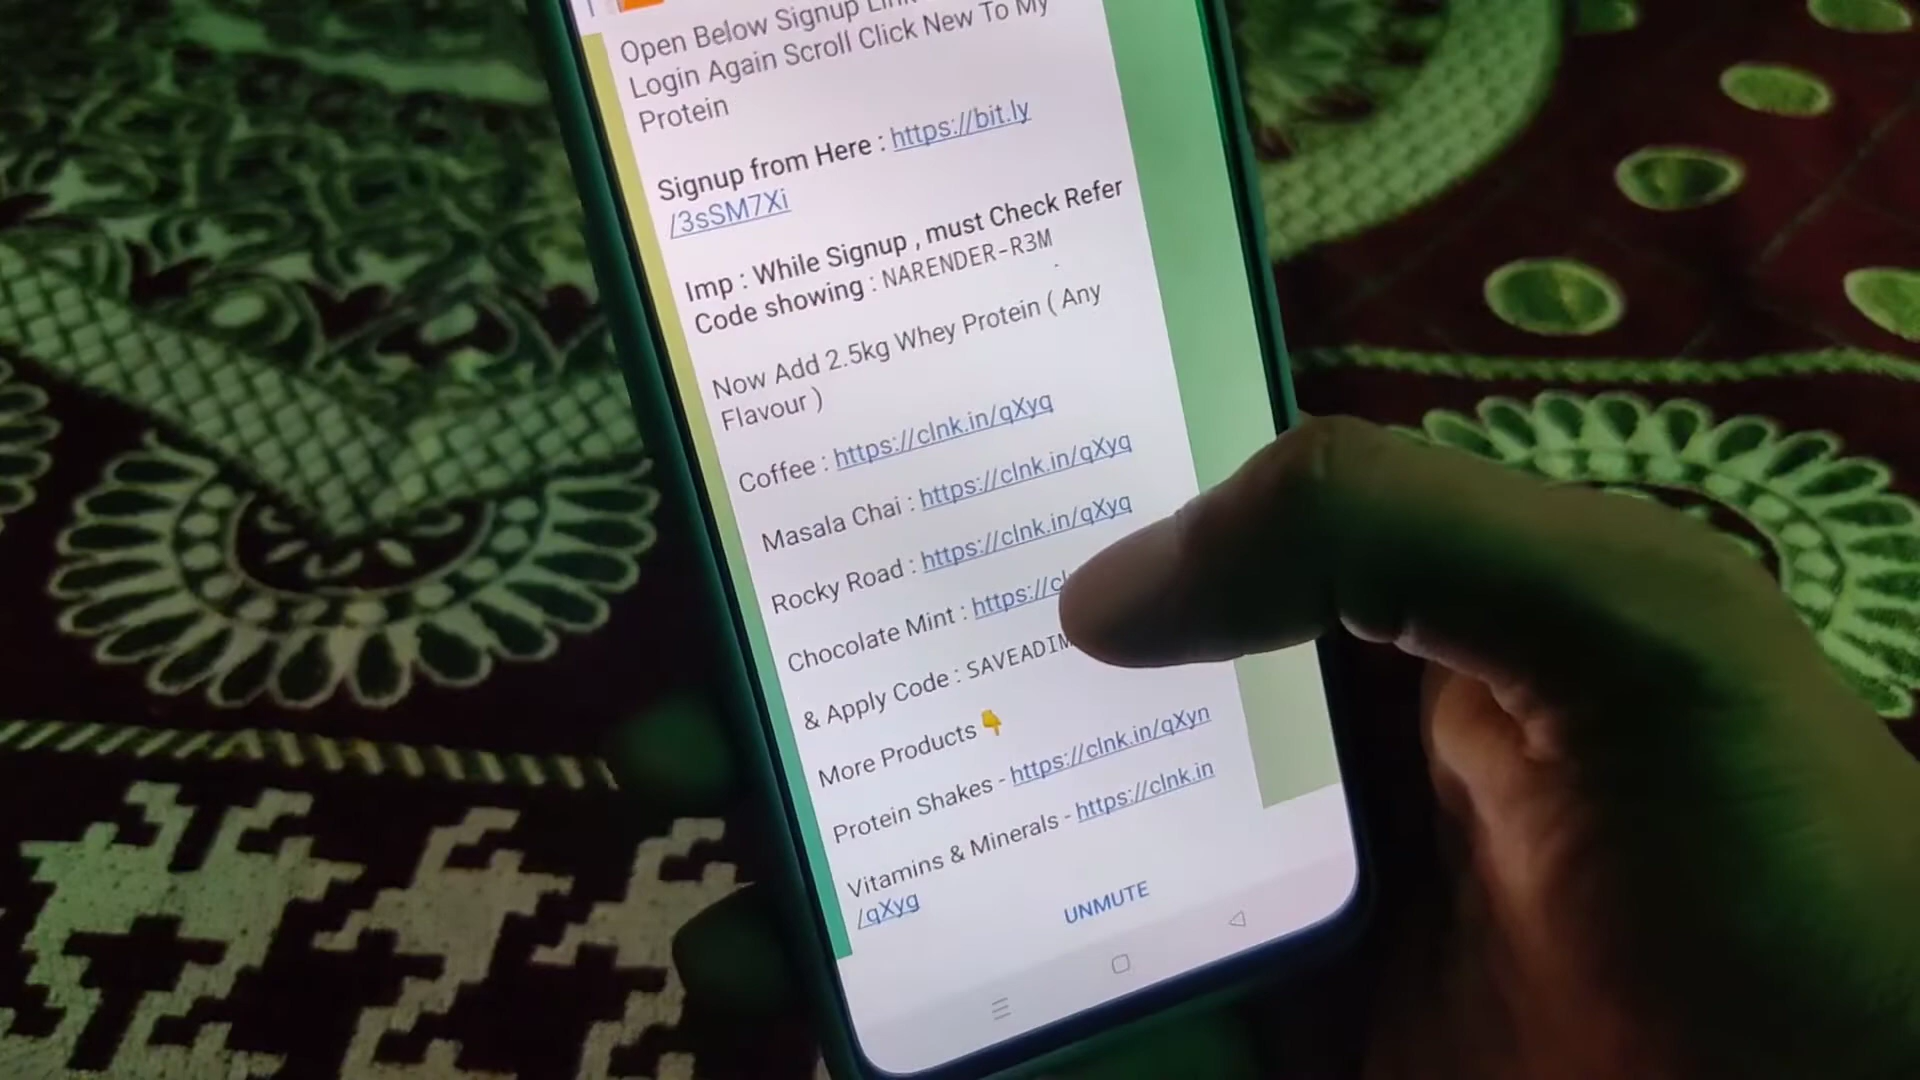 Open Below Signup Link
Login Again Scroll Click New To My
Protein
Signup from Here : https://bit.ly
/3sSM7Xi
Imp : While Signup , must Check Refer
Code showing : NARENDER-R3M
Now Add 2.5kg Whey Protein ( Any
Flavour )
Coffee : https://clnk.in/qXyq
Masala Chai : https://clnk.in/qXyq
Rocky Road : https://clnk.in/qXyq
Chocolate Mint : https://cl
& Apply Code : SAVEADIM
More Products👇
Protein Shakes - https://clnk.in/qXyn
Vitamins & Minerals - https://clnk.in
/qXyg
UNMUTE